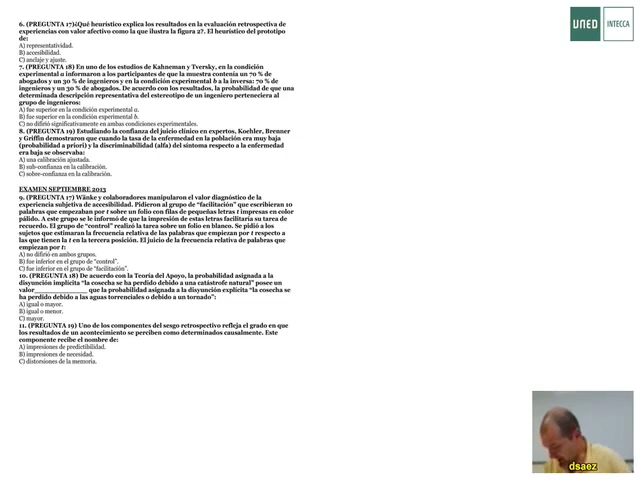 6. (PREGUNTA 17)¿Qué heurístico explica los resultados en la evaluación retrospectiva de
experiencias con valor afectivo como la que ilustra la figura 2?. El heurístico del prototipo
de:
A) representatividad.
B) accesibilidad.
C) anclaje y ajuste.
7. (PREGUNTA 18) En uno de los estudios de Kahneman y Tversky, en la condición
experimental a informaron a los participantes de que la muestra contenía un 70 % de
abogados y un 30 % de ingenieros y en la condición experimental b a la inversa: 70 % de
ingenieros y un 30 % de abogados. De acuerdo con los resultados, la probabilidad de que una
determinada descripción representativa del estereotipo de un ingeniero perteneciera al
grupo de ingenieros:
A) fue superior en la condición experimental a.
B) fue superior en la condición experimental b.
C) no difirió significativamente en ambas condiciones experimentales.
8. (PREGUNTA 19) Estudiando la confianza del juicio clínico en expertos, Koehler, Brenner
y Griffin demostraron que cuando la tasa de la enfermedad en la población era muy baja
(probabilidad a priori) y la discriminabilidad (alfa) del síntoma respecto a la enfermedad
era baja se observaba:
A) una calibración ajustada.
B) sub-confianza en la calibración.
C) sobre-confianza en la calibración.
EXAMEN SEPTIEMBRE 2013
9. (PREGUNTA 17) Wänke y colaboradores manipularon el valor diagnóstico de la
experiencia subjetiva de accesibilidad. Pidieron al grupo de "facilitación" que escribieran 10
palabras que empezaban por t sobre un folio con filas de pequeñas letras t impresas en color
pálido. A este grupo se le informó de que la impresión de estas letras facilitaría su tarea de
recuerdo. El grupo de "control" realizó la tarea sobre un folio en blanco. Se pidió a los
sujetos que estimaran la frecuencia relativa de las palabras que empiezan por t respecto a
las que tienen la t en la tercera posición. El juicio de la frecuencia relativa de palabras que
empiezan por t:
A) no difirió en ambos grupos.
B) fue inferior en el grupo de "control".
C) fue inferior en el grupo de "facilitación".
10. (PREGUNTA 18) De acuerdo con la Teoría del Apoyo, la probabilidad asignada a la
disyunción implícita "la cosecha se ha perdido debido a una catástrofe natural" posee un
valor______________ que la probabilidad asignada a la disyunción explícita "la cosecha se
ha perdido debido a las aguas torrenciales o debido a un tornado":
A) igual o mayor.
B) igual o menor.
C) mayor.
11. (PREGUNTA 19) Uno de los componentes del sesgo retrospectivo refleja el grado en que
los resultados de un acontecimiento se perciben como determinados causalmente. Este
componente recibe el nombre de:
A) impresiones de predictibilidad.
B) impresiones de necesidad.
C) distorsiones de la memoria.
UNED
INTECCA
dsaez